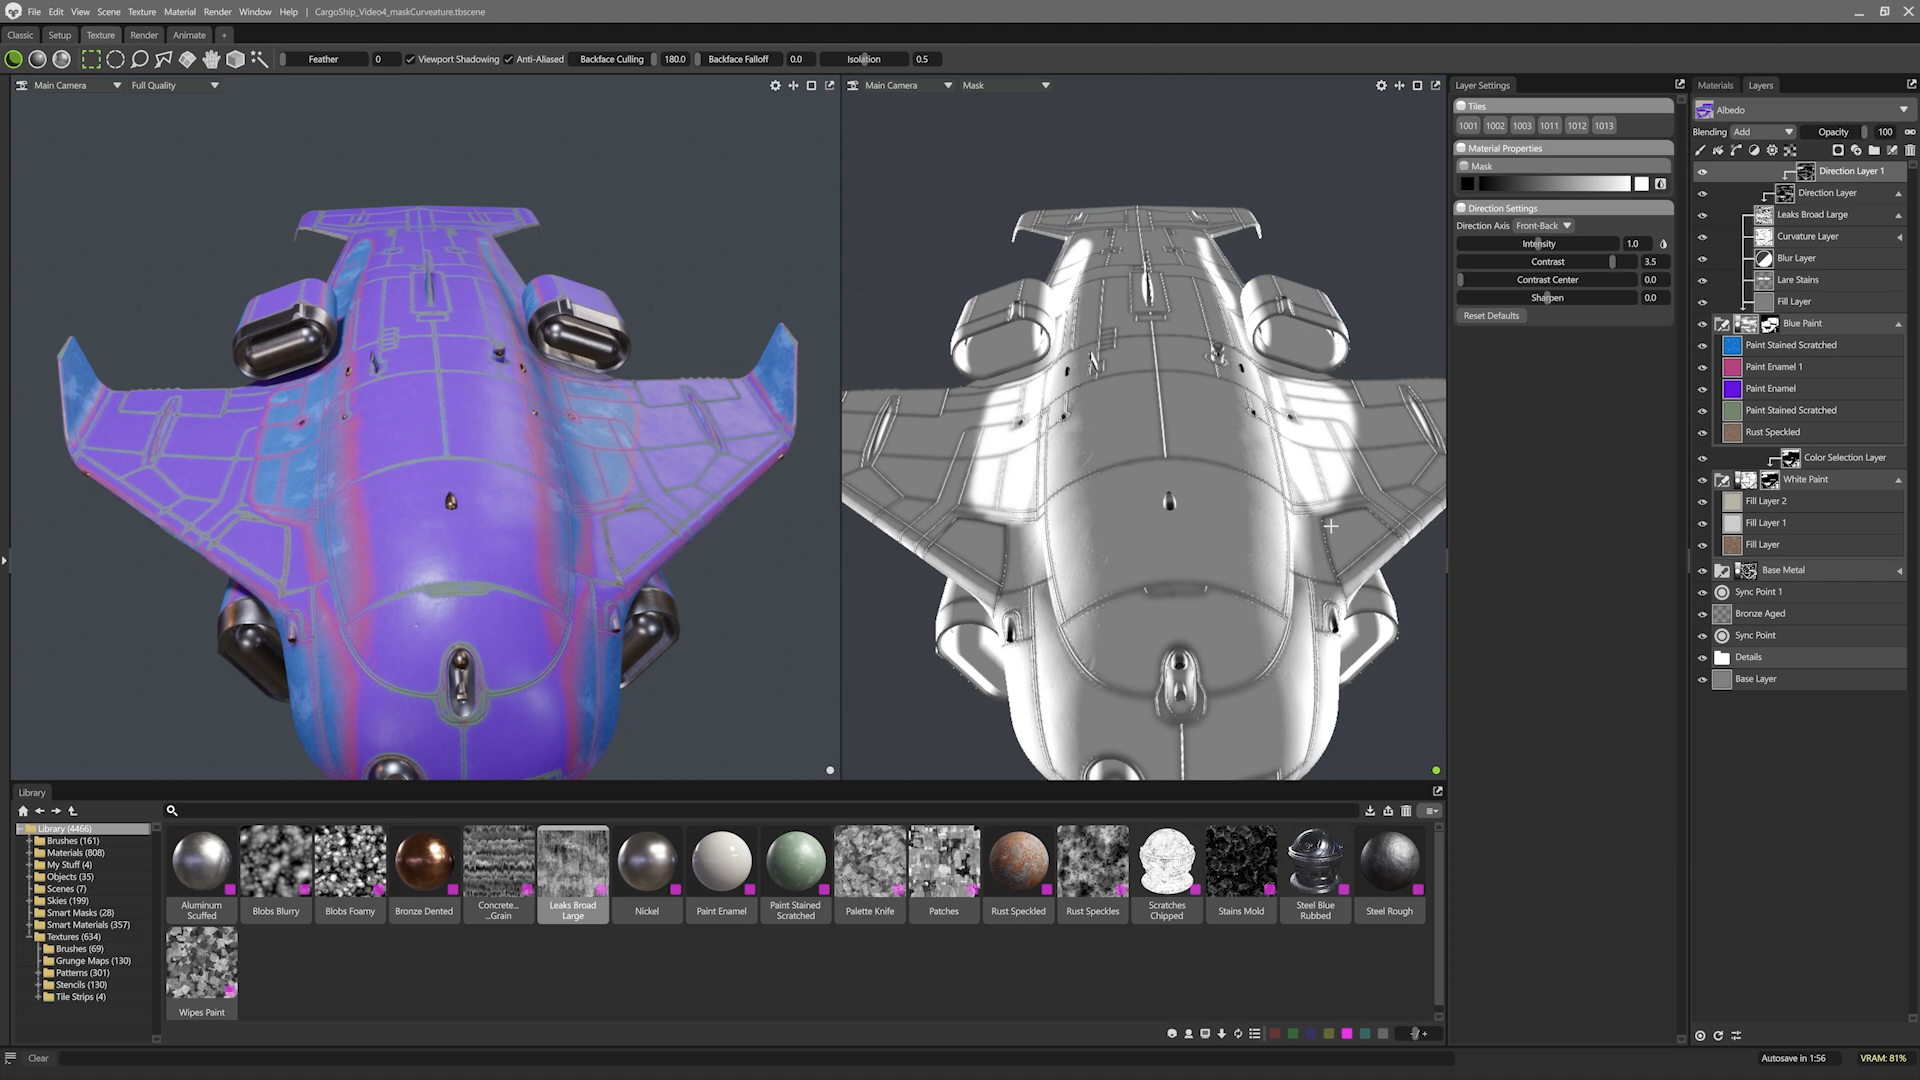 File Edit View Scene Texture Material Render Window Help | CargoShip_Video4_maskCurveature.tbscene
Classic Setup Texture Render Animate +
Feather 0 Viewport Shadowing Anti-Aliased Backface Culling 180.0 Backface Falloff 0.0 Isolation 0.5
Main Camera Full Quality
Main Camera Mask
Layer Settings
Tiles
1001 1002 1003 1011 1012 1013
Material Properties
Mask
Direction Settings
Direction Axis Front-Back
Intensity 1.0
Contrast 3.5
Contrast Center 0.0
Sharpen 0.0
Reset Defaults
Materials Layers
Albedo
Blending Add Opacity 100
Direction Layer 1
Direction Layer
Leaks Broad Large
Curvature Layer
Blur Layer
Lare Stains
Fill Layer
Blue Paint
Paint Stained Scratched
Paint Enamel 1
Paint Enamel
Paint Stained Scratched
Rust Speckled
Color Selection Layer
White Paint
Fill Layer 2
Fill Layer 1
Fill Layer
Base Metal
Sync Point 1
Bronze Aged
Sync Point
Details
Base Layer
Library
Library (4466)
Brushes (161)
Materials (808)
My Stuff (4)
Objects (35)
Scenes (7)
Skies (199)
Smart Masks (28)
Smart Materials (357)
Textures (634)
Brushes (69)
Grunge Maps (130)
Patterns (301)
Stencils (130)
Tile Strips (4)
Aluminum
Scuffed
Blobs Blurry
Blobs Foamy
Bronze Dented
Concrete...
...Grain
Leaks Broad
Large
Nickel
Paint Enamel
Paint Stained
Scratched
Palette Knife
Patches
Rust Speckled
Rust Speckles
Scratches
Chipped
Stains Mold
Steel Blue
Rubbed
Steel Rough
Wipes Paint
Clear
Autosave in 1:56 VRAM: 81%